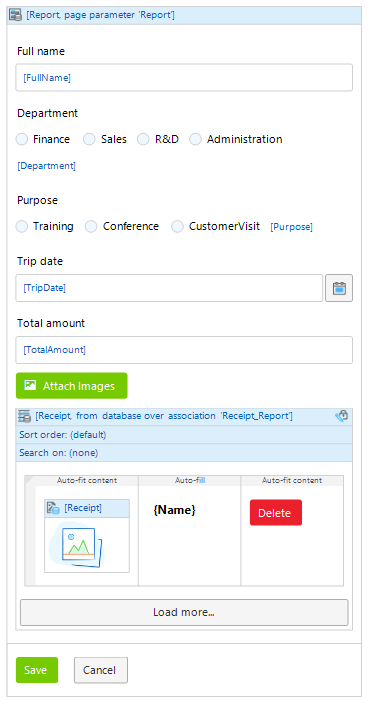 [Report, page parameter 'Report']
Full name
[FullName]
Department
Finance Sales R&D Administration
[Department]
Purpose
Training Conference CustomerVisit [Purpose]
Trip date
[TripDate]
Total amount
[TotalAmount]
Attach Images
[Receipt, from database over association 'Receipt_Report']
Sort order: (default)
Search on: (none)
Auto-fit content Auto-fill Auto-fit content
[Receipt] {Name} Delete
Load more...
Save Cancel